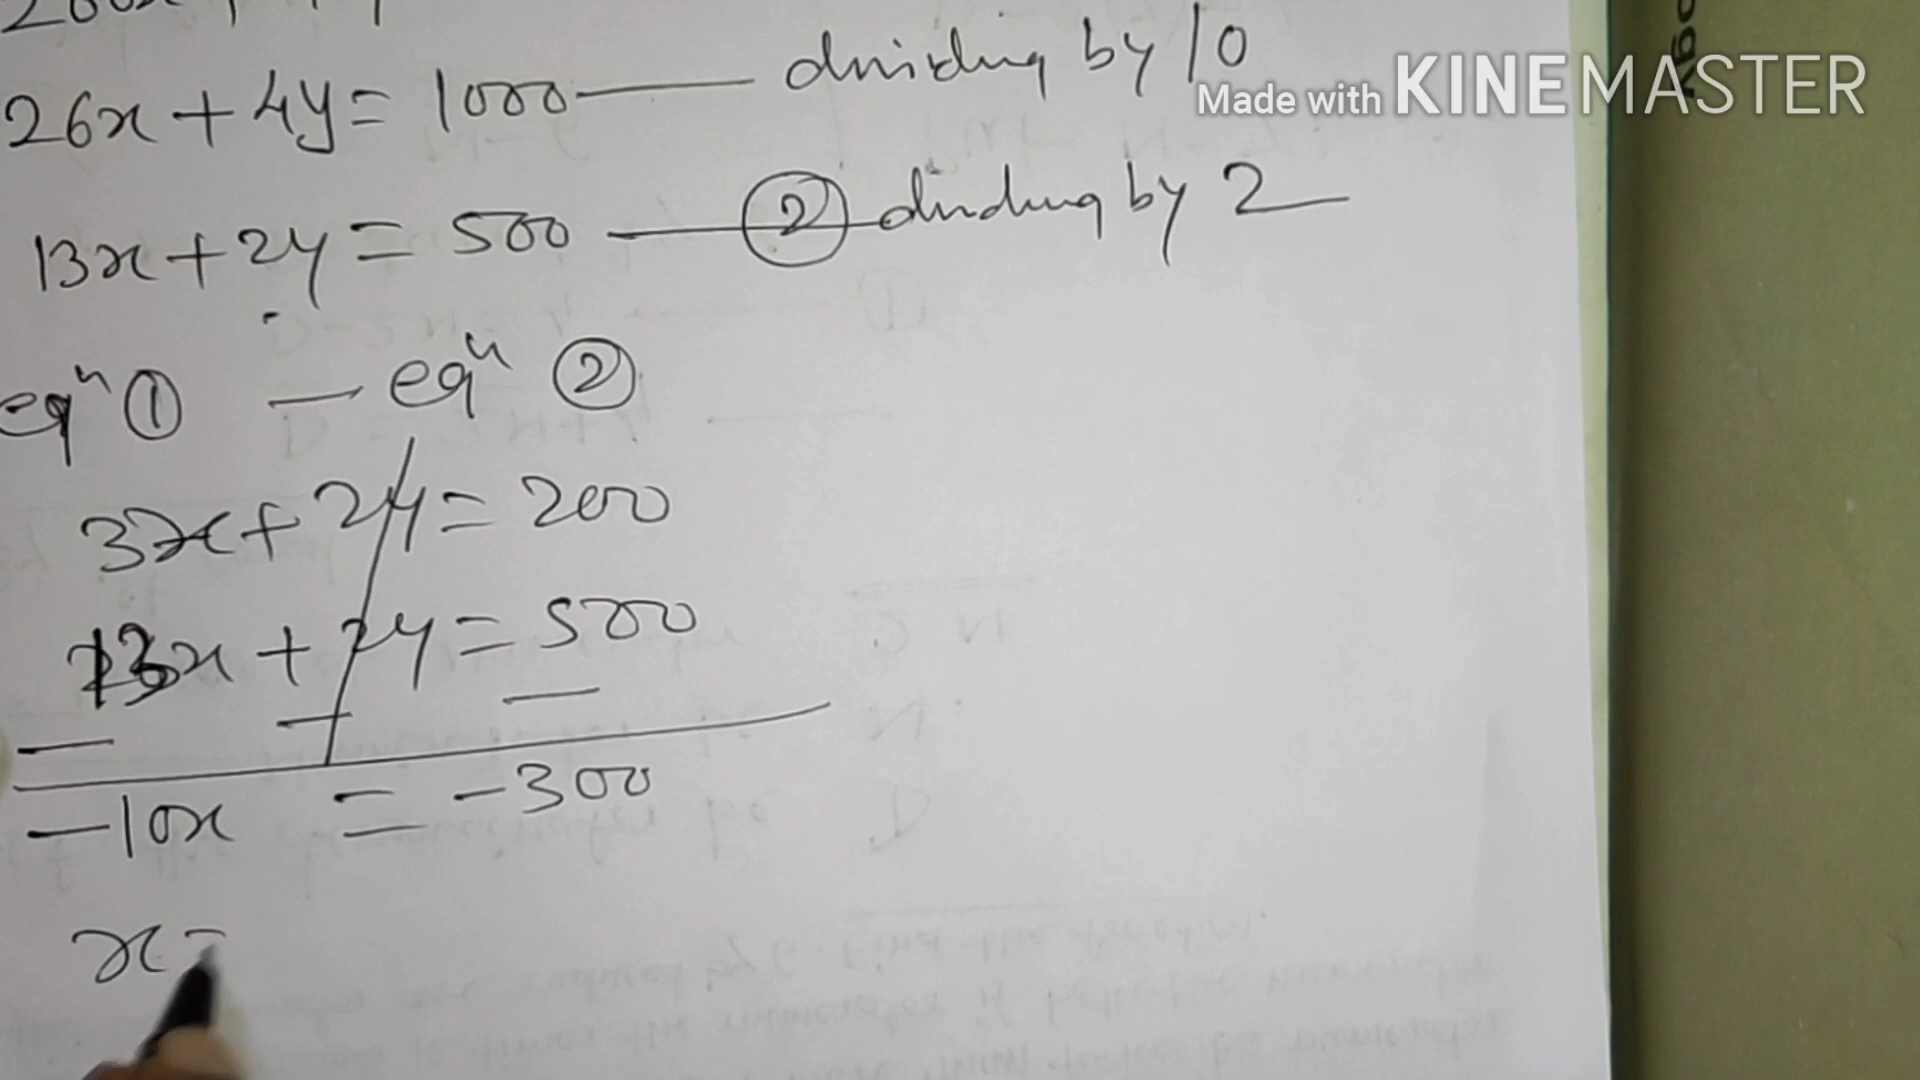 26x + 4y = 1000 — dividing by 10
Made with KINEMASTER
13x + 2y = 500 — ② dividing by 2
eqⁿ ① — eqⁿ ②
3x + 2y = 200
13x + 2y = 500
— — —
-10x = -300
x =